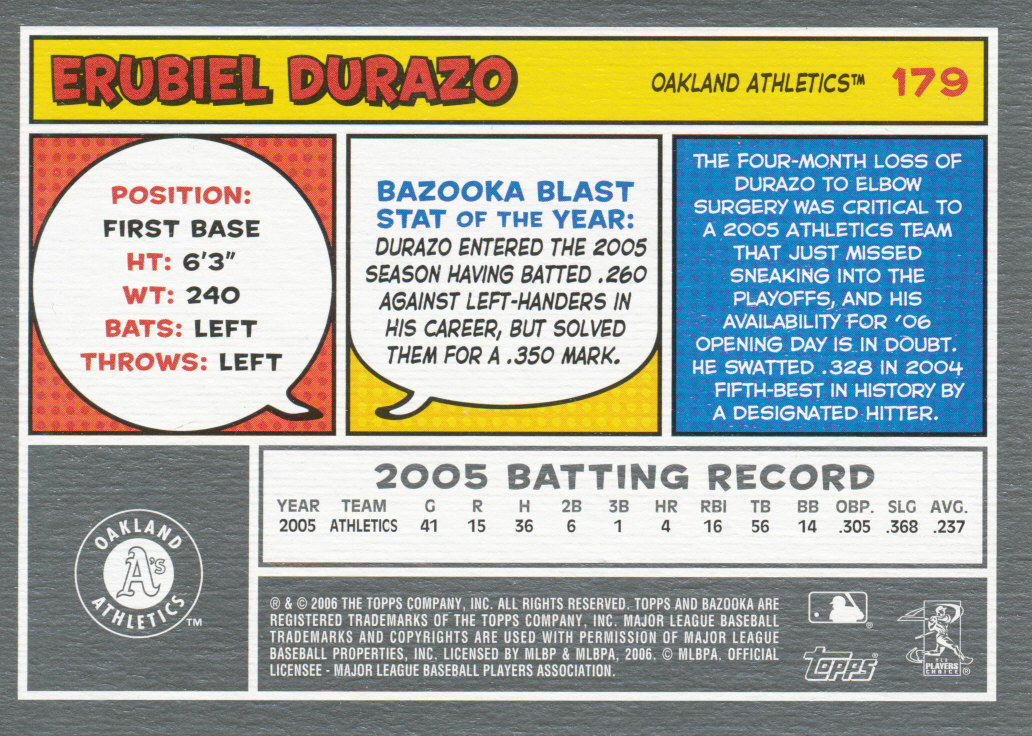 ERUBIEL DURAZO
OAKLAND ATHLETICS™ 179
POSITION:
FIRST BASE
HT: 6'3"
WT: 240
BATS: LEFT
THROWS: LEFT
BAZOOKA BLAST
STAT OF THE YEAR:
DURAZO ENTERED THE 2005
SEASON HAVING BATTED .260
AGAINST LEFT-HANDERS IN
HIS CAREER, BUT SOLVED
THEM FOR A .350 MARK.
THE FOUR-MONTH LOSS OF
DURAZO TO ELBOW
SURGERY WAS CRITICAL TO
A 2005 ATHLETICS TEAM
THAT JUST MISSED
SNEAKING INTO THE
PLAYOFFS, AND HIS
AVAILABILITY FOR '06
OPENING DAY IS IN DOUBT.
HE SWATTED .328 IN 2004
FIFTH-BEST IN HISTORY BY
A DESIGNATED HITTER.
2005 BATTING RECORD
YEAR TEAM G R H 2B 3B HR RBI TB BB OBP. SLG AVG.
2005 ATHLETICS 41 15 36 6 1 4 16 56 14 .305 .368 .237
OAKLAND
A's
ATHLETICS ™
® & © 2006 THE TOPPS COMPANY, INC. ALL RIGHTS RESERVED. TOPPS AND BAZOOKA ARE
REGISTERED TRADEMARKS OF THE TOPPS COMPANY, INC. MAJOR LEAGUE BASEBALL
TRADEMARKS AND COPYRIGHTS ARE USED WITH PERMISSION OF MAJOR LEAGUE
BASEBALL PROPERTIES, INC. LICENSED BY MLBP & MLBPA, 2006. © MLBPA. OFFICIAL
LICENSEE - MAJOR LEAGUE BASEBALL PLAYERS ASSOCIATION.
®
TOPPS ®
PLAYERS
CHOICE ®